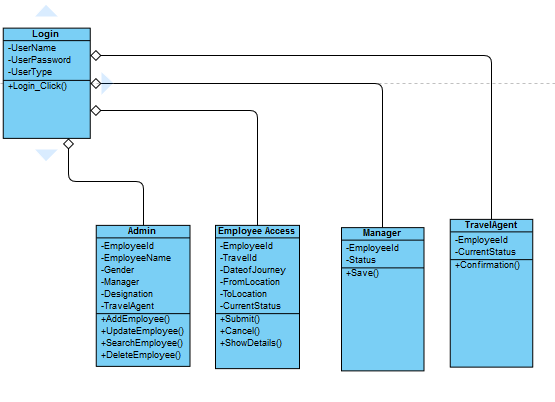 Login
-UserName
-UserPassword
-UserType
+Login_Click()
Admin
-EmployeeId
-EmployeeName
-Gender
-Manager
-Designation
-TravelAgent
+AddEmployee()
+UpdateEmployee()
+SearchEmployee()
+DeleteEmployee()
Employee Access
-EmployeeId
-TravelId
-DateofJourney
-FromLocation
-ToLocation
-CurrentStatus
+Submit()
+Cancel()
+ShowDetails()
Manager
-EmployeeId
-Status
+Save()
TravelAgent
-EmployeeId
-CurrentStatus
+Confirmation()